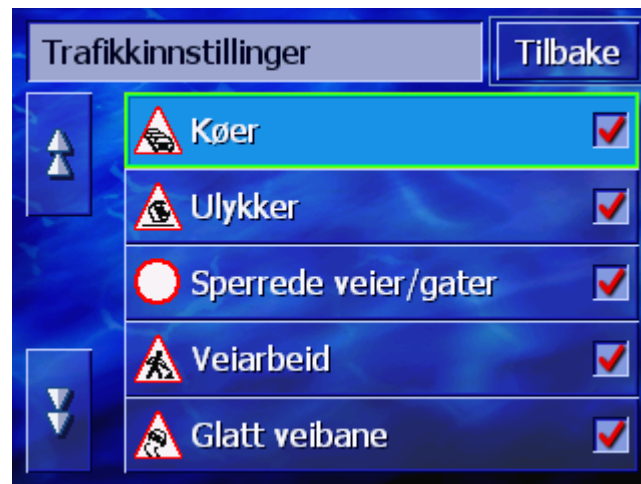 Trafikkinnstillinger
Tilbake
Køer
Ulykker
Sperrede veier/gater
Veiarbeid
Glatt veibane